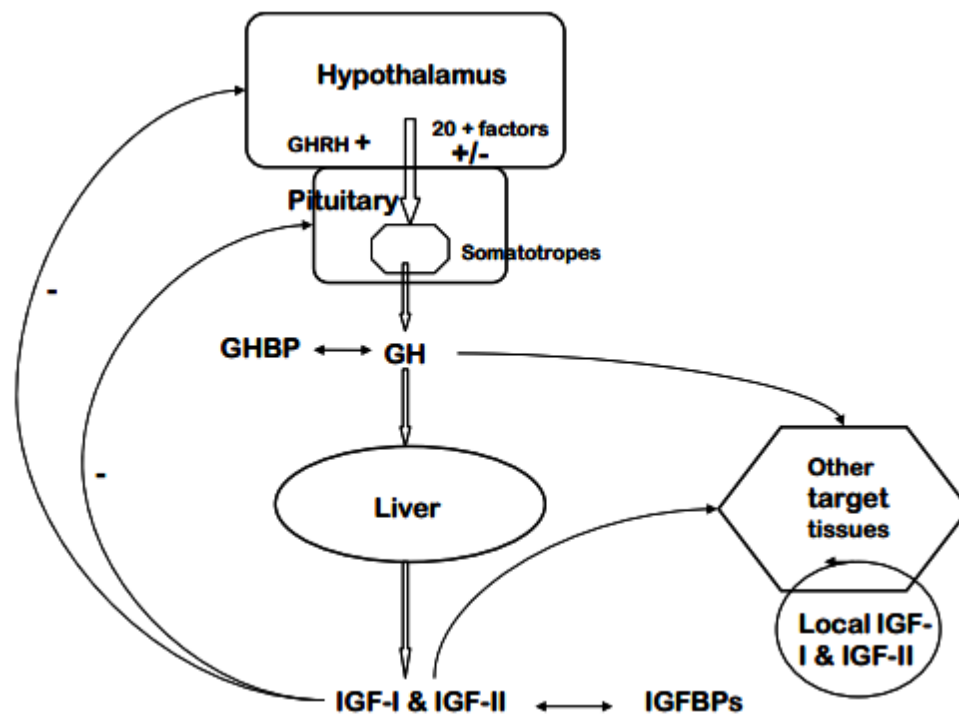 Hypothalamus
GHRH +
20 + factors
+/-
Pituitary
Somatotropes
-
GHBP
GH
-
Other
target
tissues
Liver
Local IGF-
I & IGF-II
IGF-I & IGF-II
IGFBPs